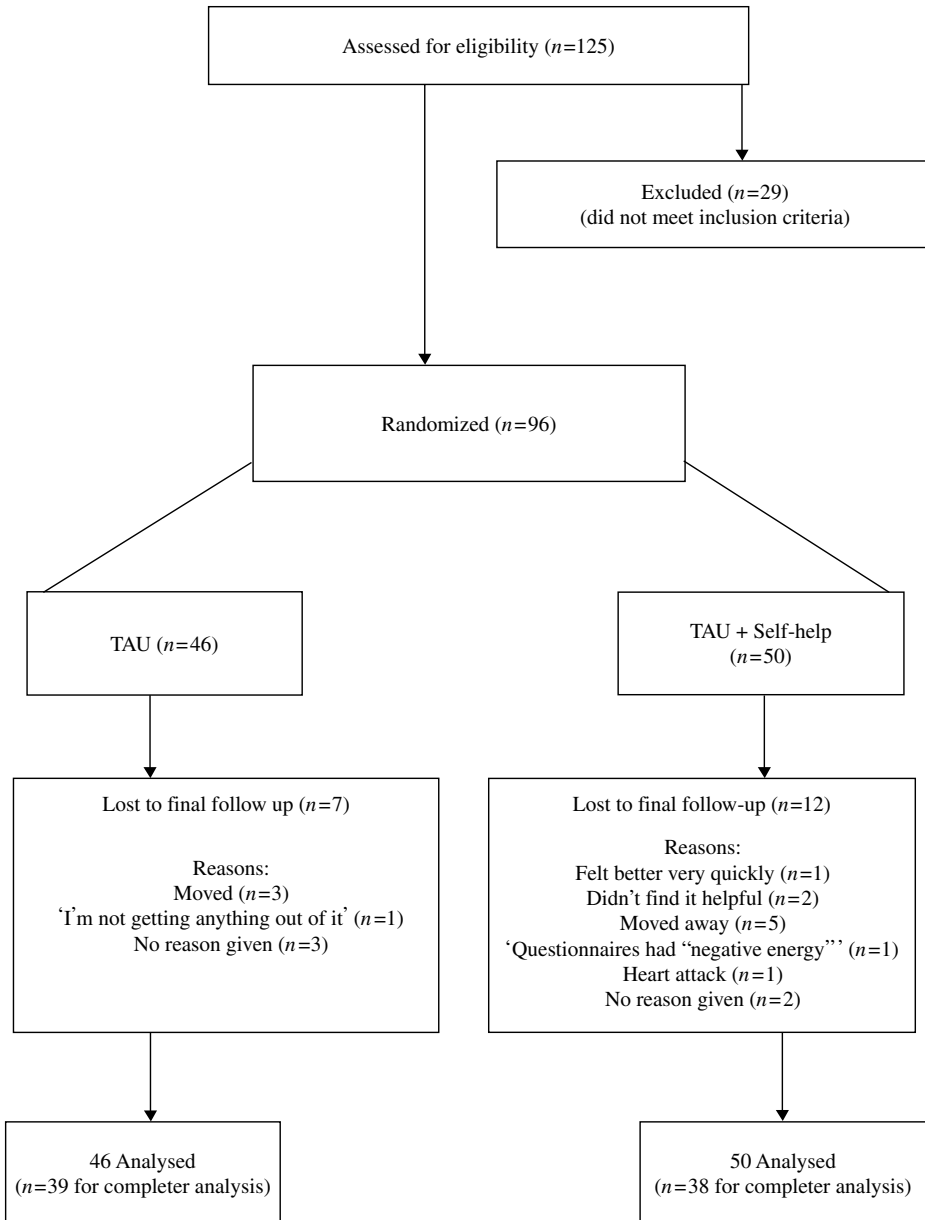 Assessed for eligibility (n=125)
Excluded (n=29)
(did not meet inclusion criteria)
Randomized (n=96)
TAU (n=46)
TAU + Self-help
(n=50)
Lost to final follow up (n=7)
Reasons:
Moved (n=3)
‘I’m not getting anything out of it’ (n=1)
No reason given (n=3)
Lost to final follow-up (n=12)
Reasons:
Felt better very quickly (n=1)
Didn’t find it helpful (n=2)
Moved away (n=5)
‘Questionnaires had “negative energy”’ (n=1)
Heart attack (n=1)
No reason given (n=2)
46 Analysed
(n=39 for completer analysis)
50 Analysed
(n=38 for completer analysis)